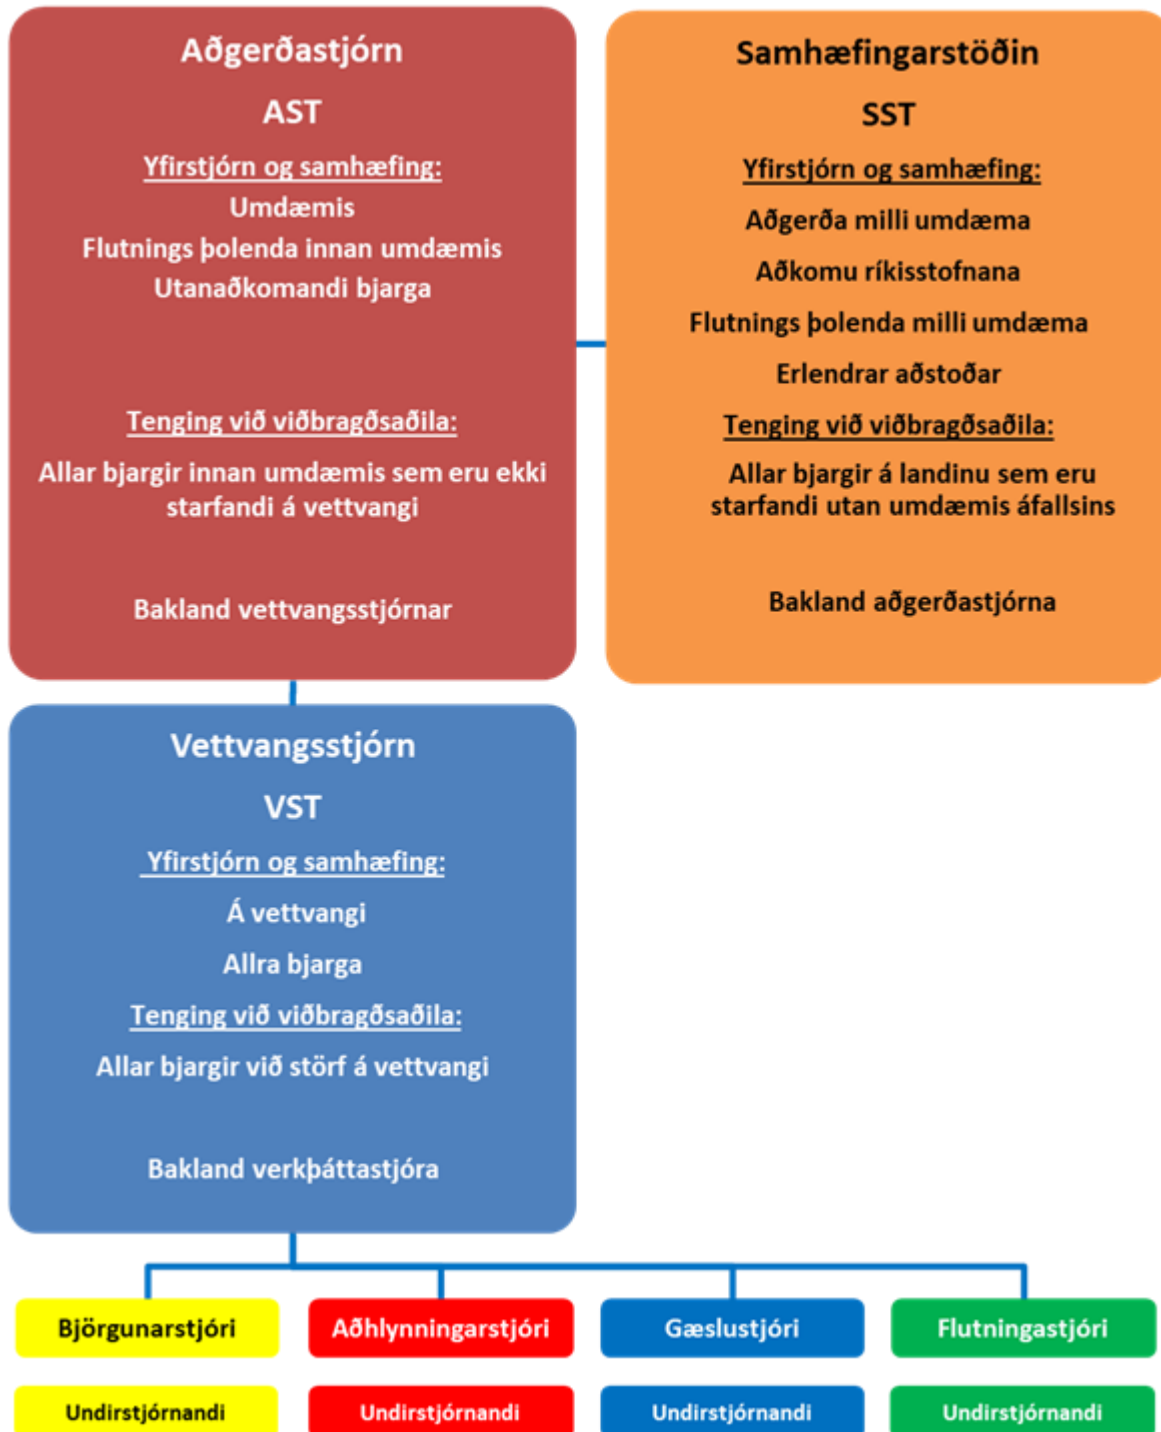 Aðgerðastjórn
AST
Yfirstjórn og samhæfing:
Umdæmis
Flutnings þolenda innan umdæmis
Utanaðkomandi bjarga
Tenging við viðbragðsaðila:
Allar bjargir innan umdæmis sem eru ekki
starfandi á vettvangi
Bakland vettvangsstjórnar
Samhæfingarstöðin
SST
Yfirstjórn og samhæfing:
Aðgerða milli umdæma
Aðkomu ríkisstofnana
Flutnings þolenda milli umdæma
Erlendrar aðstoðar
Tenging við viðbragðsaðila:
Allar bjargir á landinu sem eru
starfandi utan umdæmis áfallsins
Bakland aðgerðastjórna
Vettvangsstjórn
VST
Yfirstjórn og samhæfing:
Á vettvangi
Allra bjarga
Tenging við viðbragðsaðila:
Allar bjargir við störf á vettvangi
Bakland verkþáttastjóra
Björgunarstjóri
Aðhlynningarstjóri
Gæslustjóri
Flutningastjóri
Undirstjórnandi
Undirstjórnandi
Undirstjórnandi
Undirstjórnandi